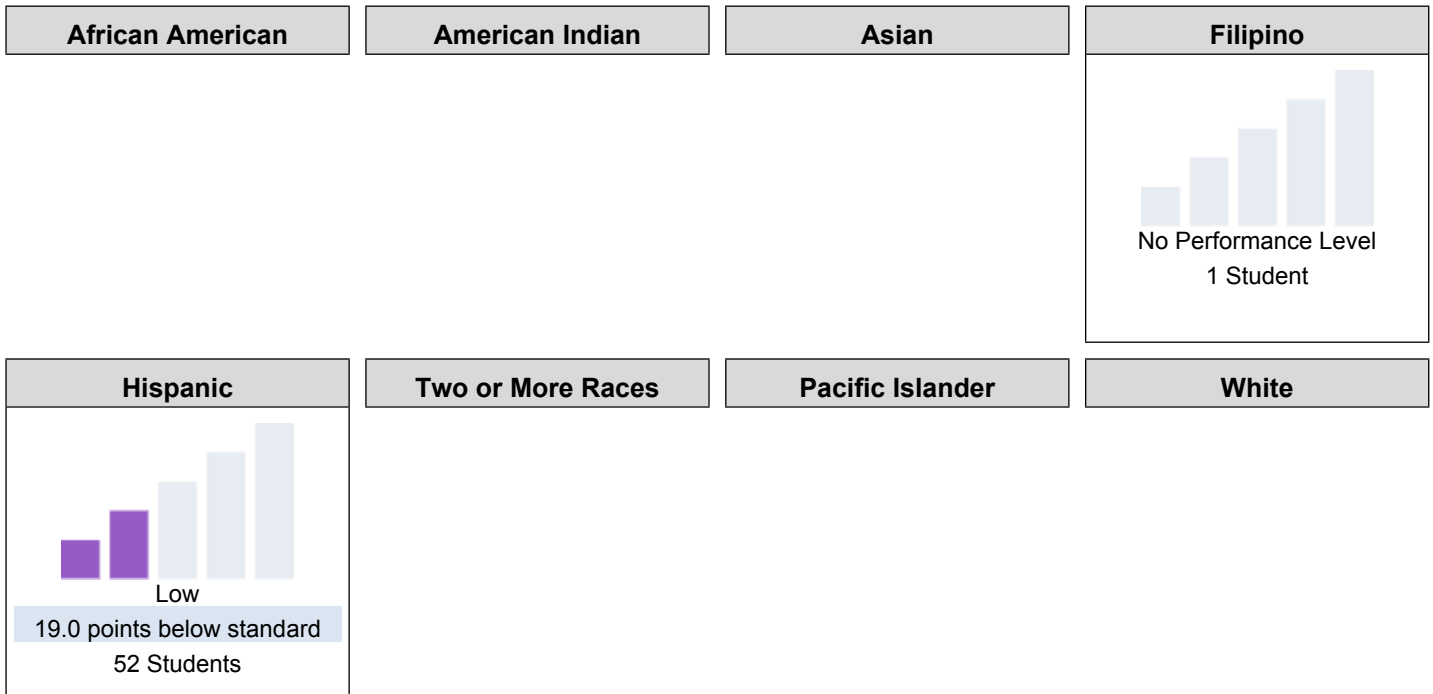 African American
American Indian
Asian
Filipino
No Performance Level
1 Student
Hispanic
Two or More Races
Pacific Islander
White
Low
19.0 points below standard
52 Students